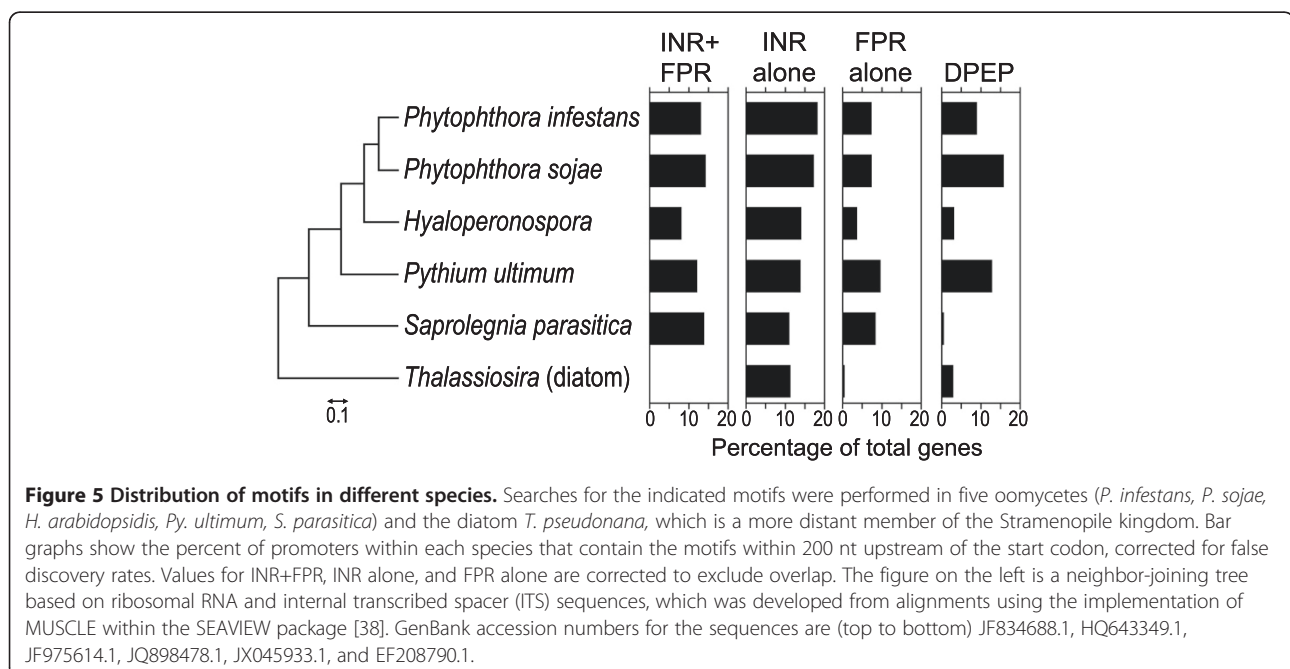 INR+ FPR
INR alone
FPR alone
DPEP
Phytophthora infestans
Phytophthora sojae
Hyaloperonospora
Pythium ultimum
Saprolegnia parasitica
Thalassiosira (diatom)
0.1
0 10 20 0 10 20 0 10 20 0 10 20
Percentage of total genes
Figure 5 Distribution of motifs in different species. Searches for the indicated motifs were performed in five oomycetes (P. infestans, P. sojae,
H. arabidopsidis, Py. ultimum, S. parasitica) and the diatom T. pseudonana, which is a more distant member of the Stramenopile kingdom. Bar
graphs show the percent of promoters within each species that contain the motifs within 200 nt upstream of the start codon, corrected for false
discovery rates. Values for INR+FPR, INR alone, and FPR alone are corrected to exclude overlap. The figure on the left is a neighbor-joining tree
based on ribosomal RNA and internal transcribed spacer (ITS) sequences, which was developed from alignments using the implementation of
MUSCLE within the SEAVIEW package [38]. GenBank accession numbers for the sequences are (top to bottom) JF834688.1, HQ643349.1,
JF975614.1, JQ898478.1, JX045933.1, and EF208790.1.